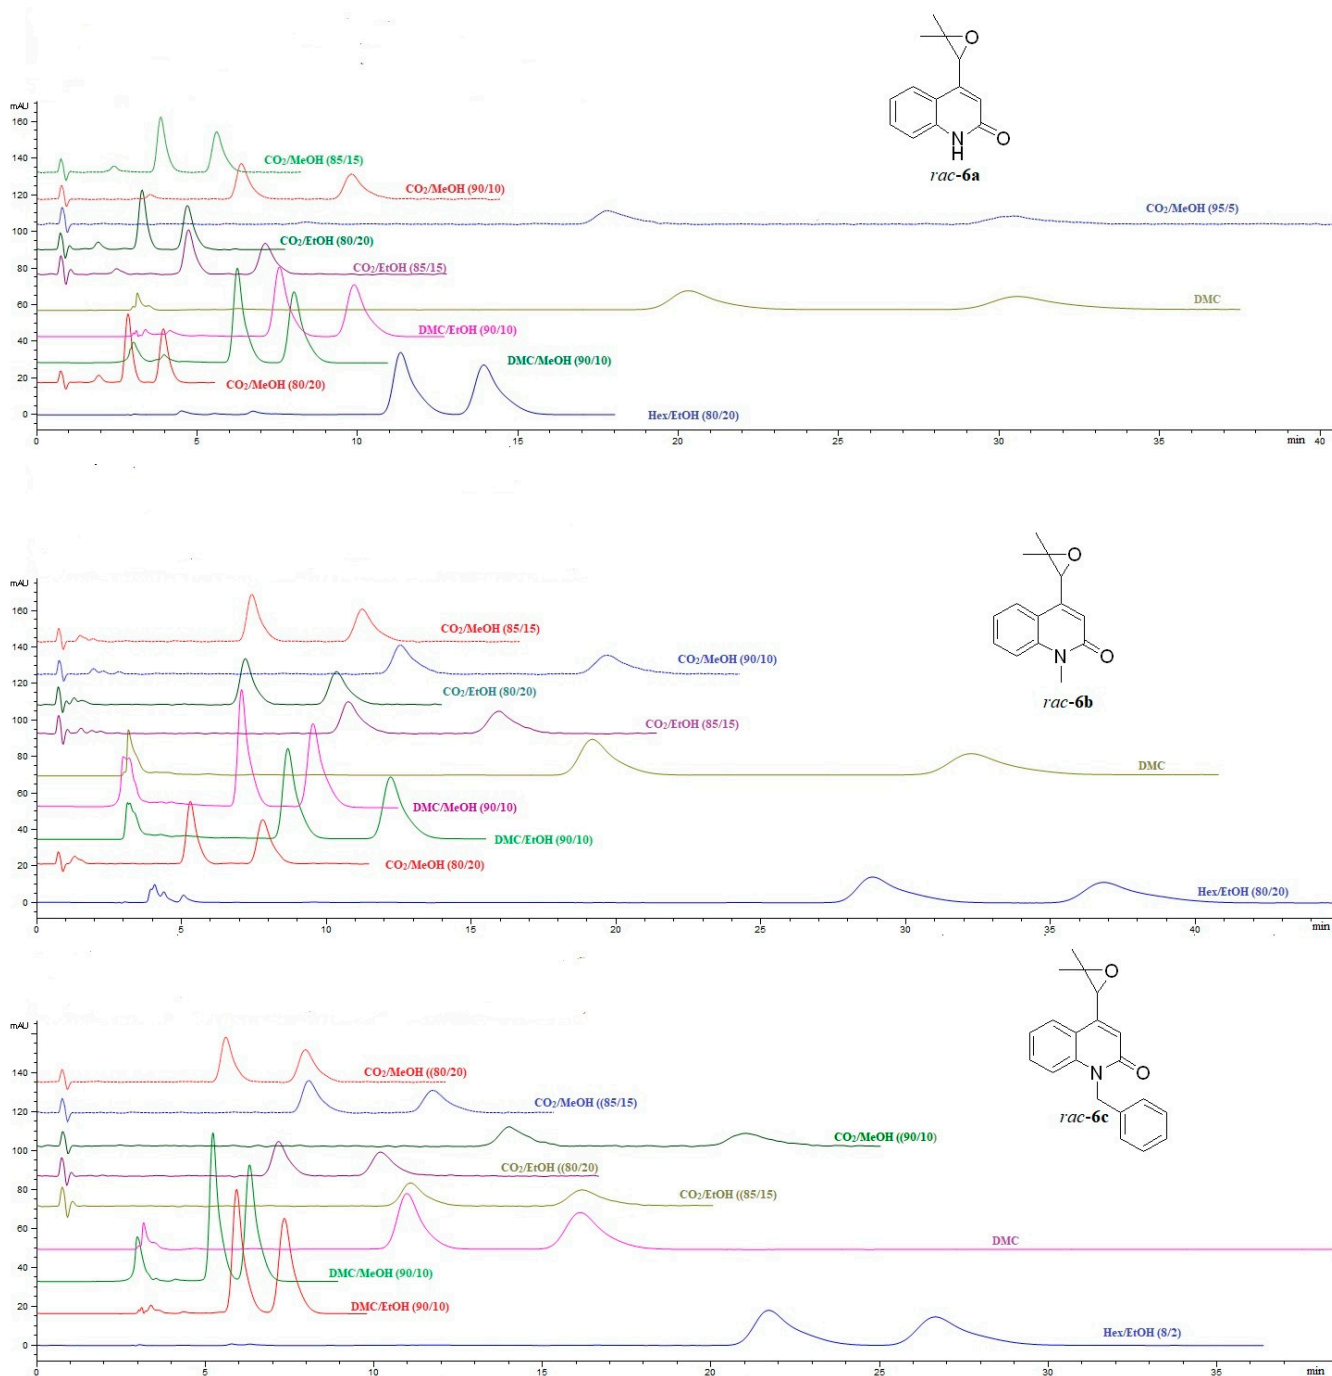 mAU
160
140
120
100
80
60
40
20
0
O
N
H
O
rac-6a
CO2/MeOH (85/15)
CO2/MeOH (90/10)
CO2/MeOH (95/5)
CO2/EtOH (80/20)
CO2/EtOH (85/15)
DMC
DMC/EtOH (90/10)
DMC/MeOH (90/10)
CO2/MeOH (80/20)
Hex/EtOH (80/20)
0 5 10 15 20 25 30 35 min 40
mAU
160
140
120
100
80
60
40
20
0
O
N
O
rac-6b
CO2/MeOH (85/15)
CO2/MeOH (90/10)
CO2/EtOH (80/20)
CO2/EtOH (85/15)
DMC
DMC/MeOH (90/10)
DMC/EtOH (90/10)
CO2/MeOH (80/20)
Hex/EtOH (80/20)
0 5 10 15 20 25 30 35 40 min
mAU
140
120
100
80
60
40
20
0
O
N
O
rac-6c
CO2/MeOH ((80/20)
CO2/MeOH ((85/15)
CO2/MeOH ((90/10)
CO2/EtOH ((80/20)
CO2/EtOH ((85/15)
DMC
DMC/MeOH (90/10)
DMC/EtOH (90/10)
Hex/EtOH (8/2)
0 5 10 15 20 25 30 35 min